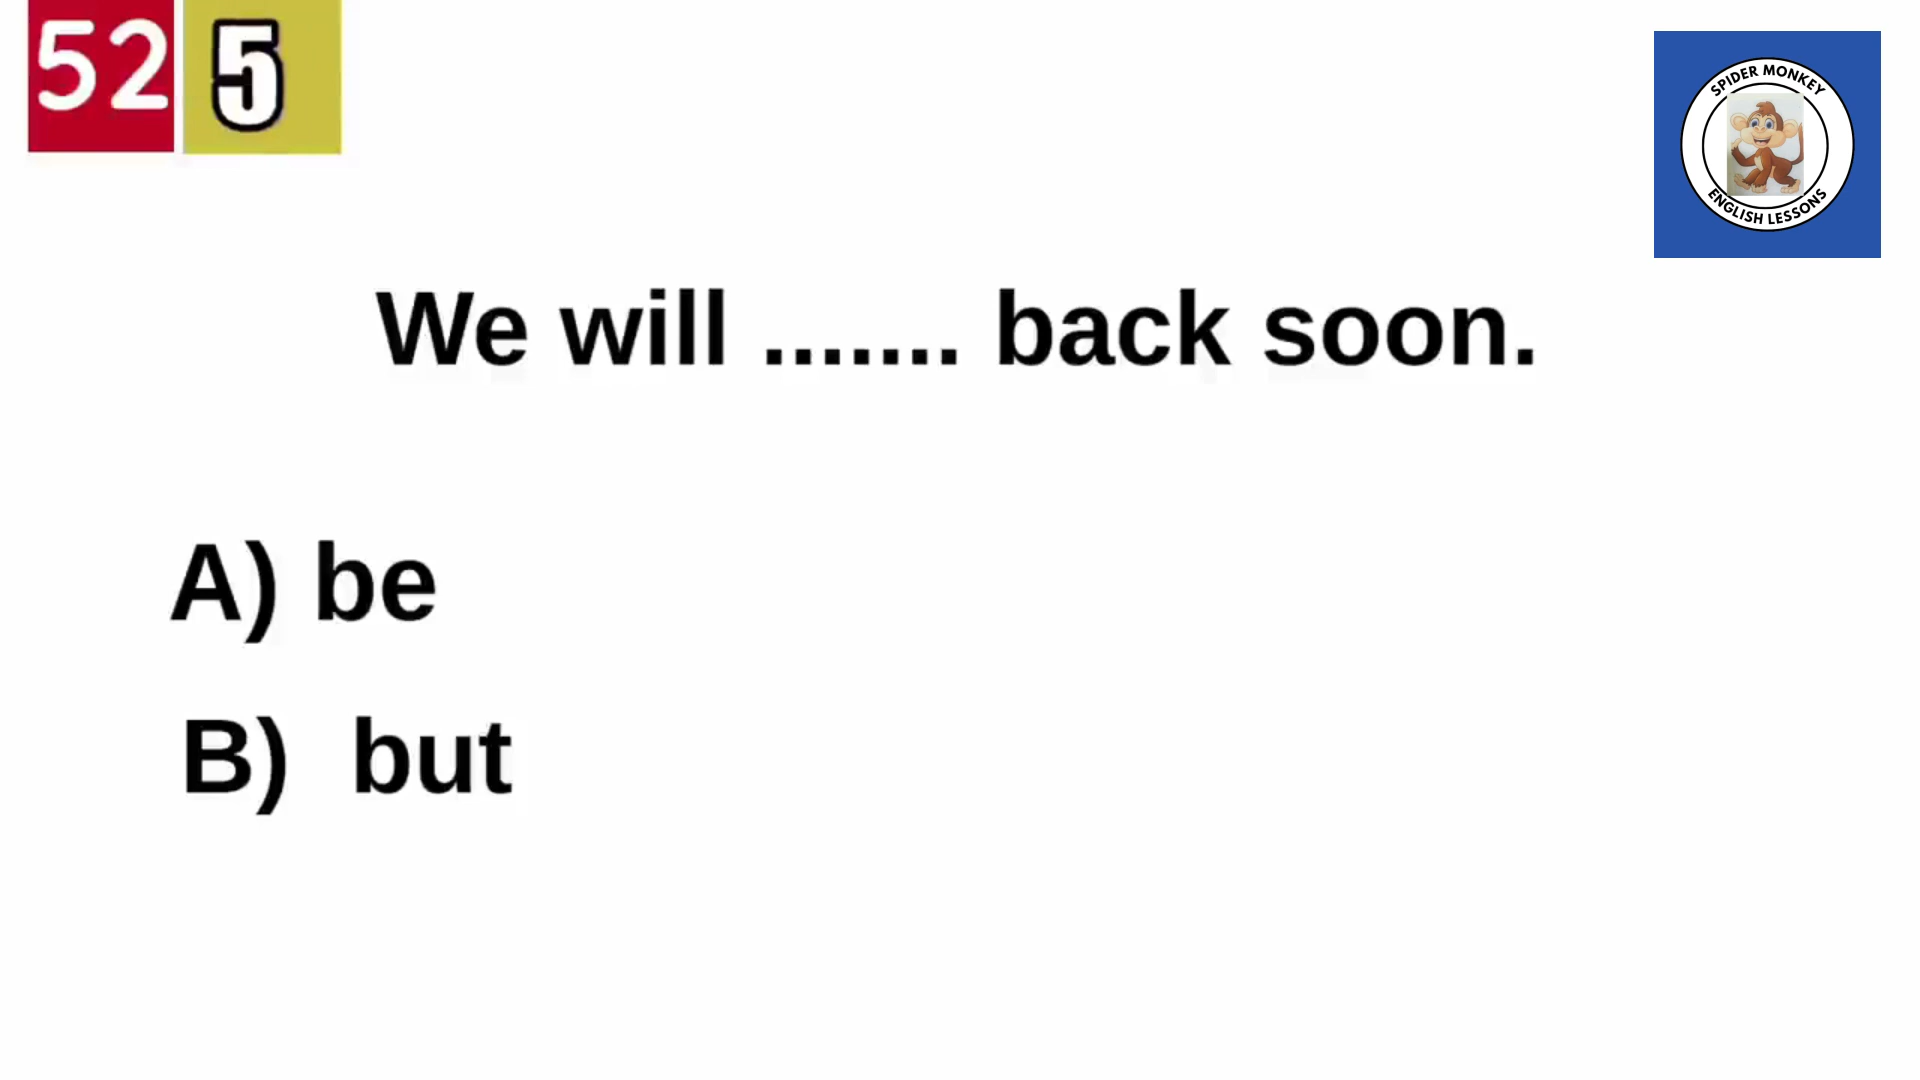 52 5
SPIDER MONKEY
ENGLISH LESSONS
We will ....... back soon.
A) be
B) but